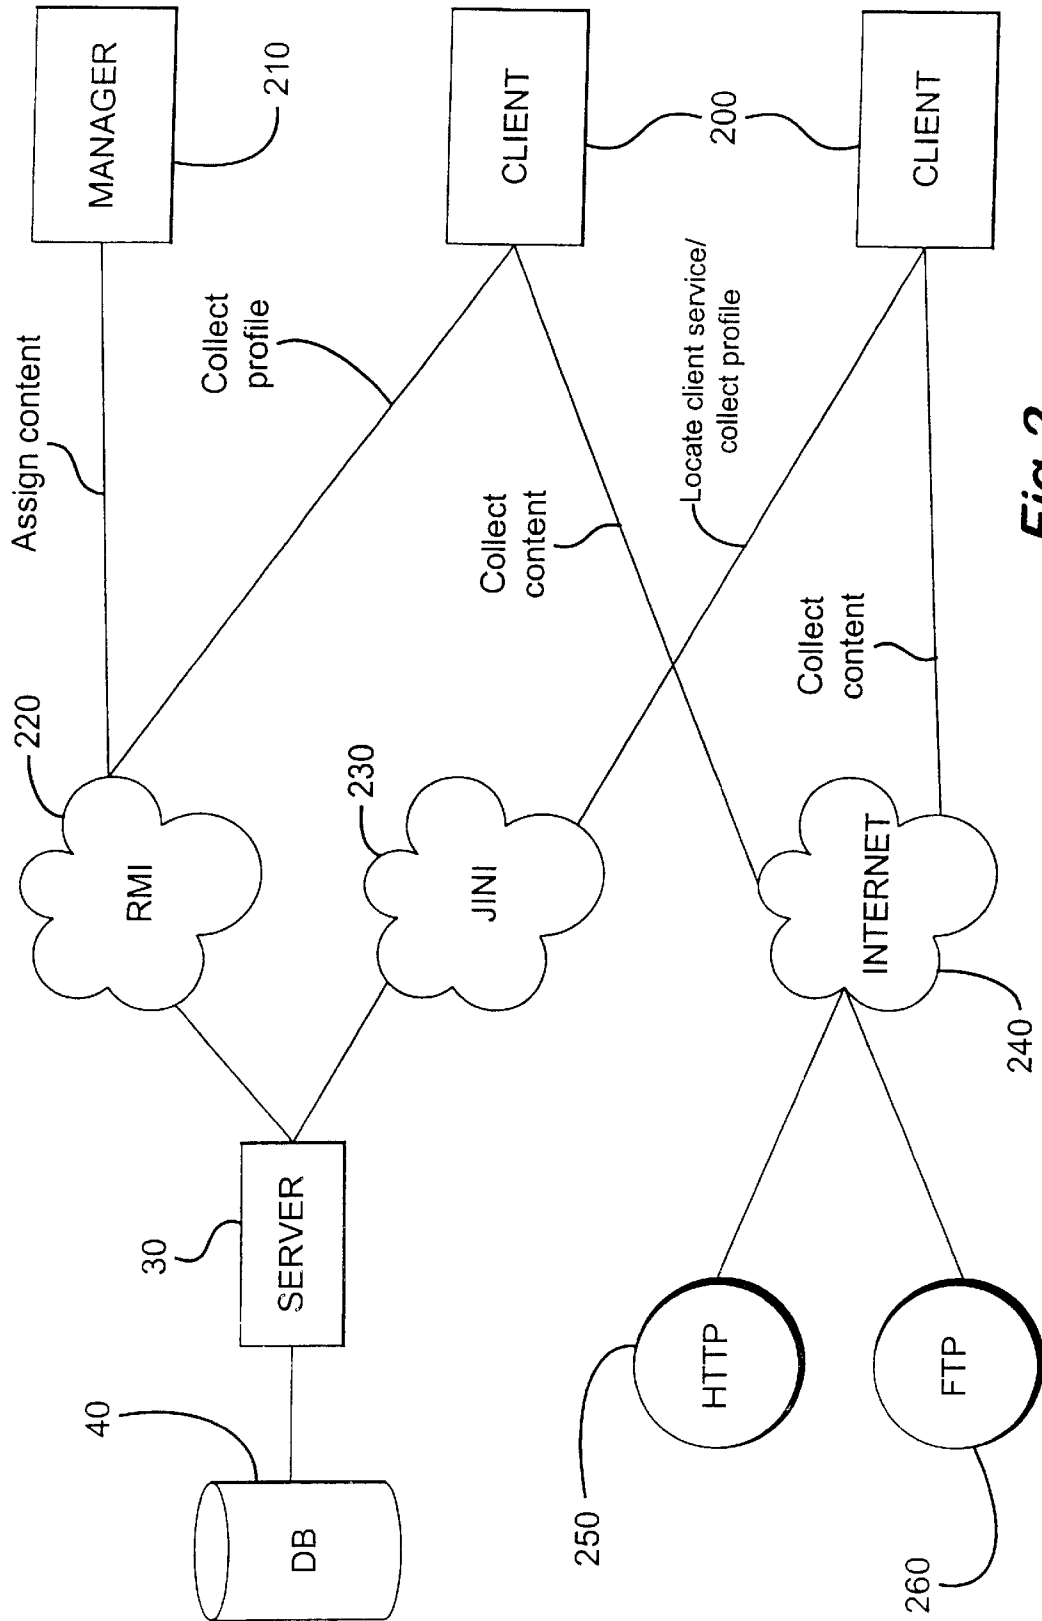 Assign content
MANAGER
220
210
RMI
40
30
Collect
profile
DB
SERVER
230
JINI
Collect
content
CLIENT
200
250
Locate client service/
collect profile
HTTP
INTERNET
Collect
content
260
FTP
240
CLIENT
Fig.2